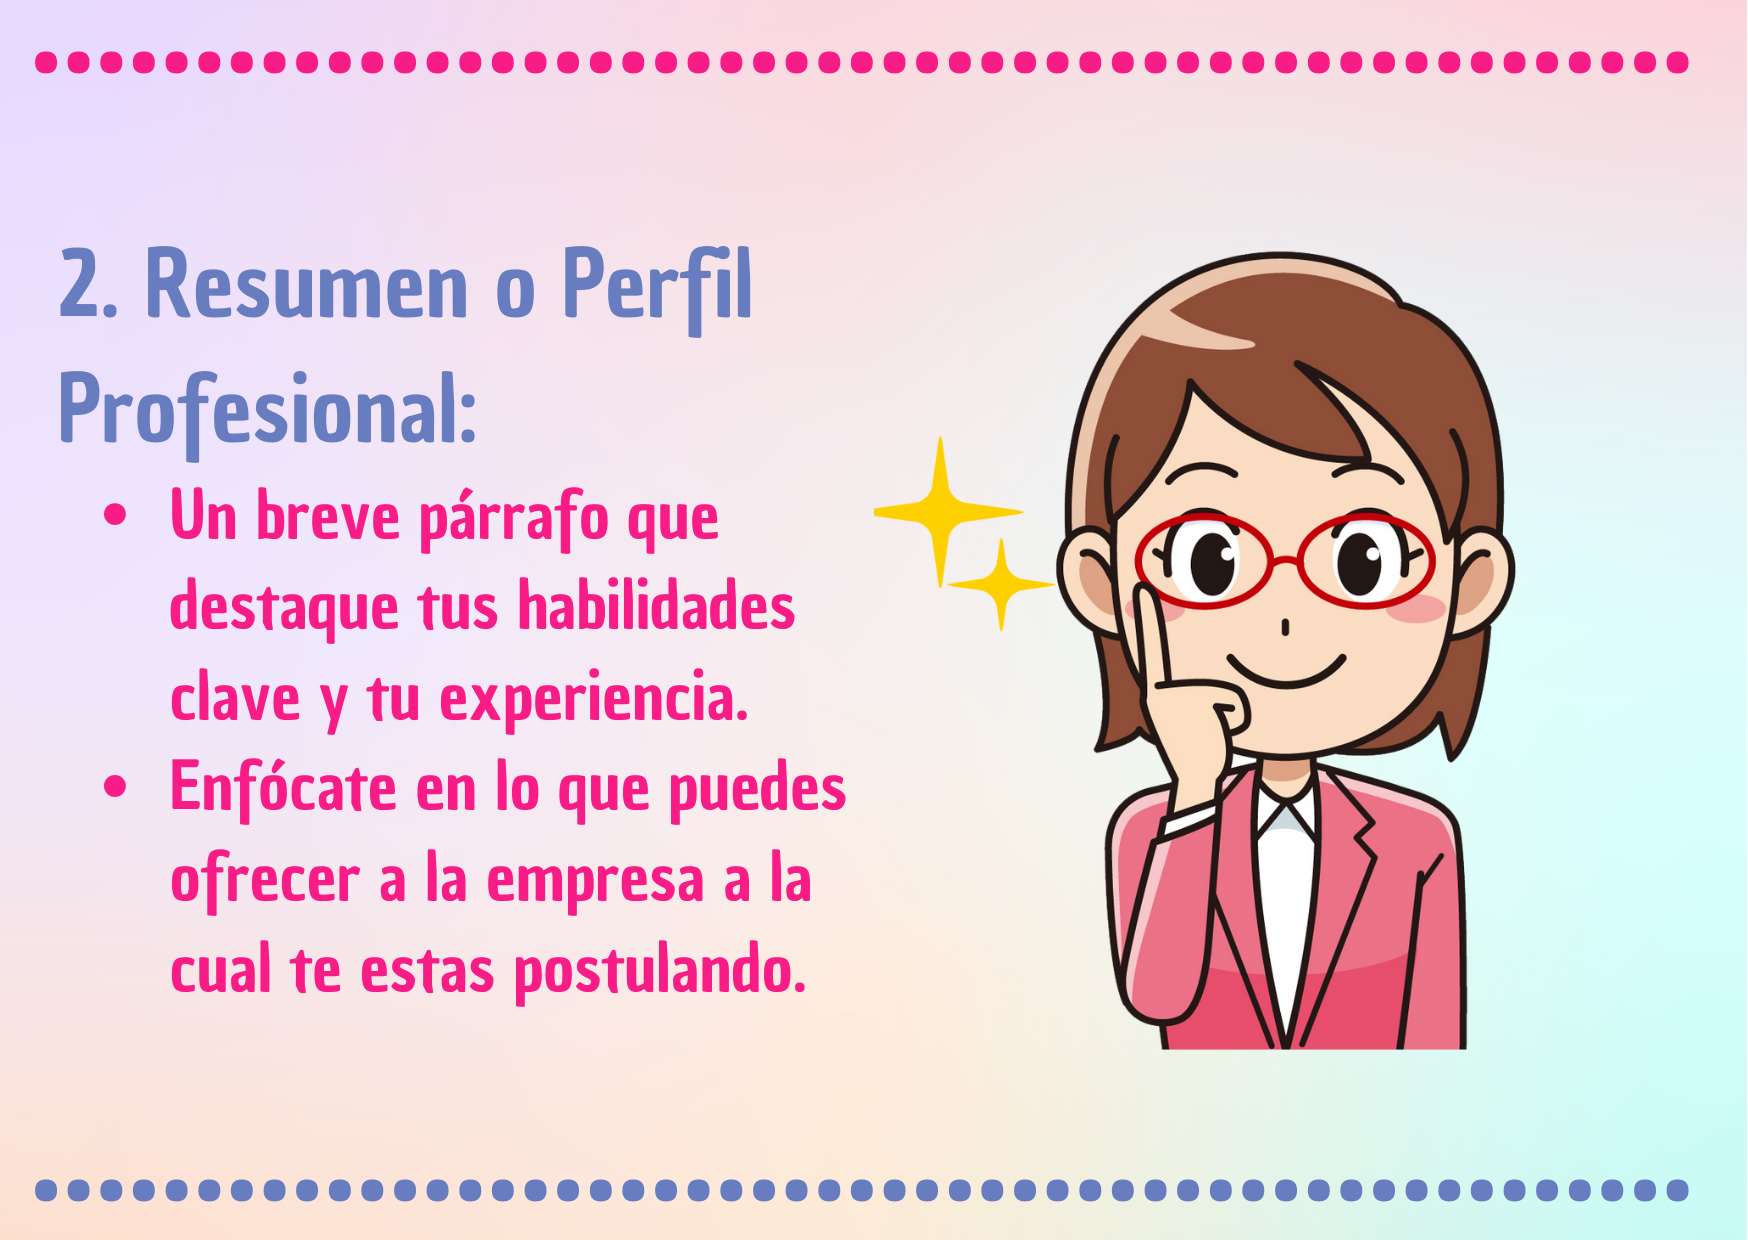 2. Resumen o Perfil
Profesional:
• Un breve párrafo que
destaque tus habilidades
clave y tu experiencia.
• Enfócate en lo que puedes
ofrecer a la empresa a la
cual te estas postulando.